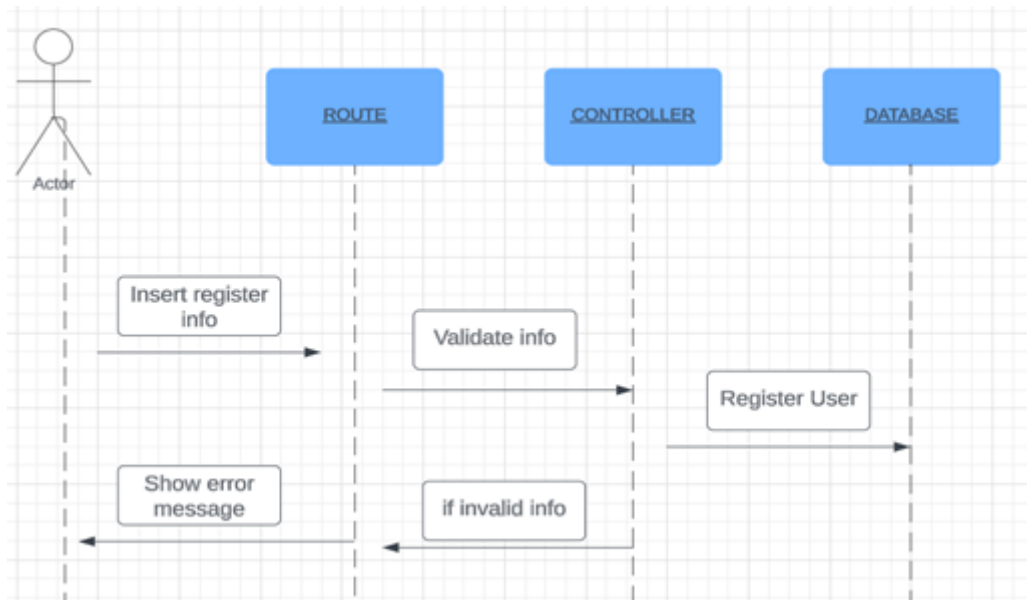 ROUTE
CONTROLLER
DATABASE
Actor
Insert register
info
Validate info
Register User
Show error
message
if invalid info